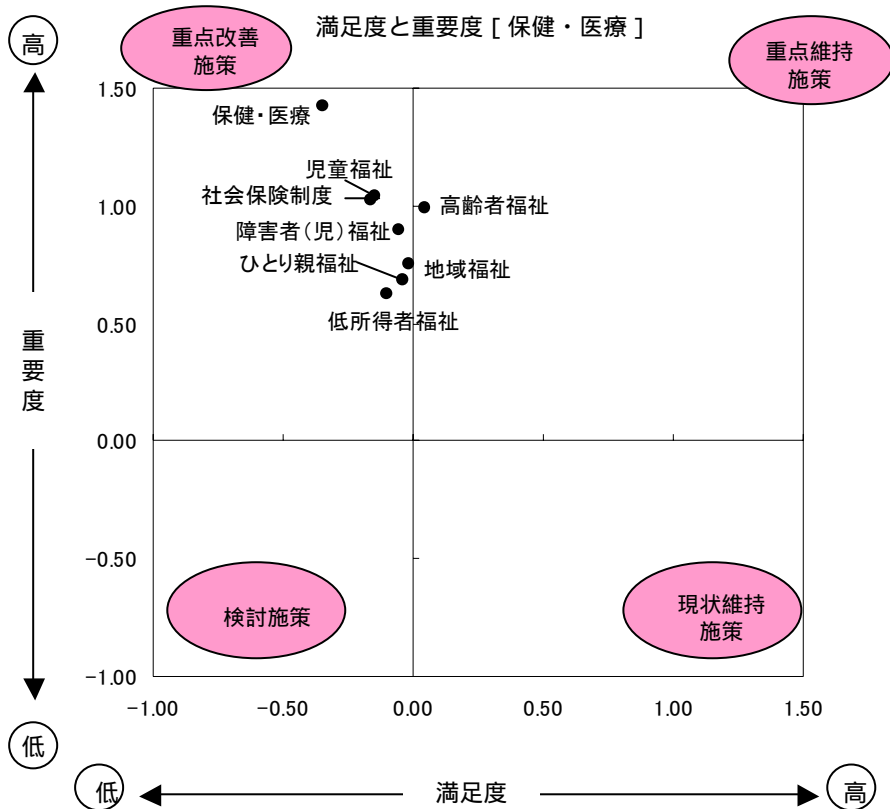 満足度と重要度 [ 保健・医療 ]
高
重点改善
施策
重点維持
施策
1.50
保健・医療
児童福祉
社会保険制度
1.00
高齢者福祉
障害者(児)福祉
ひとり親福祉
地域福祉
0.50
低所得者福祉
重要度
0.00
-0.50
検討施策
現状維持
施策
-1.00
-1.00
-0.50
0.00
0.50
1.00
1.50
低
低
満足度
高